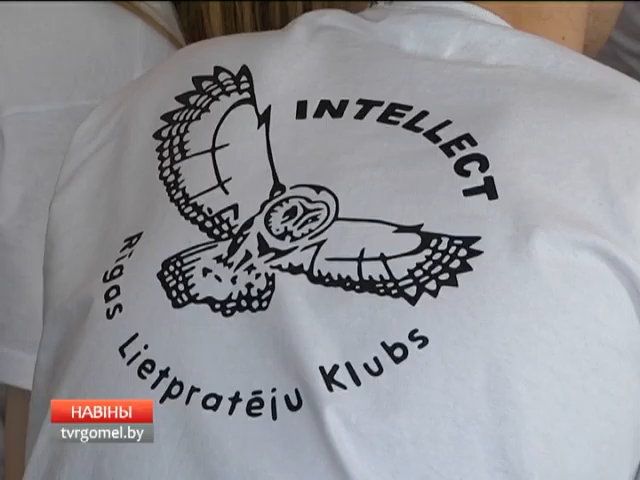 INTELLECT
Rīgas Lietpratēju Klubs
НАВІНЫ
tvrgomel.by